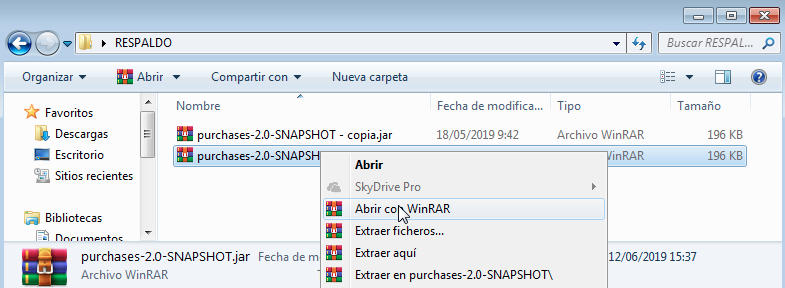 RESPALDO
Buscar RESPAL...
Organizar Abrir Compartir con Nueva carpeta
Favoritos
Descargas
Escritorio
Sitios recientes
Bibliotecas
Documentos
Nombre Fecha de modifica... Tipo Tamaño
purchases-2.0-SNAPSHOT - copia.jar 18/05/2019 9:42 Archivo WinRAR 196 KB
purchases-2.0-SNAPSH WinRAR 196 KB
Abrir
SkyDrive Pro
Abrir con WinRAR
Extraer ficheros...
Extraer aquí
Extraer en purchases-2.0-SNAPSHOT\
purchases-2.0-SNAPSHOT.jar Fecha de mo 12/06/2019 15:37
Archivo WinRAR T